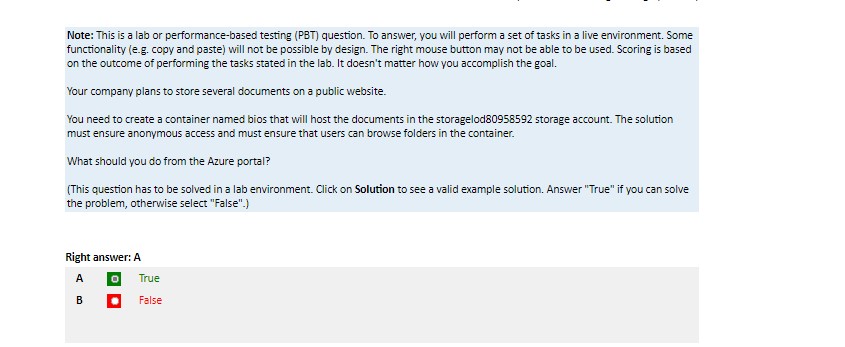 Note: This is a lab or performance-based testing (PBT) question. To answer, you will perform a set of tasks in a live environment. Some
functionality (e.g. copy and paste) will not be possible by design. The right mouse button may not be able to be used. Scoring is based
on the outcome of performing the tasks stated in the lab. It doesn't matter how you accomplish the goal.
Your company plans to store several documents on a public website.
You need to create a container named bios that will host the documents in the storagelod80958592 storage account. The solution
must ensure anonymous access and must ensure that users can browse folders in the container.
What should you do from the Azure portal?
(This question has to be solved in a lab environment. Click on Solution to see a valid example solution. Answer "True" if you can solve
the problem, otherwise select "False".)
Right answer: A
A True
B False